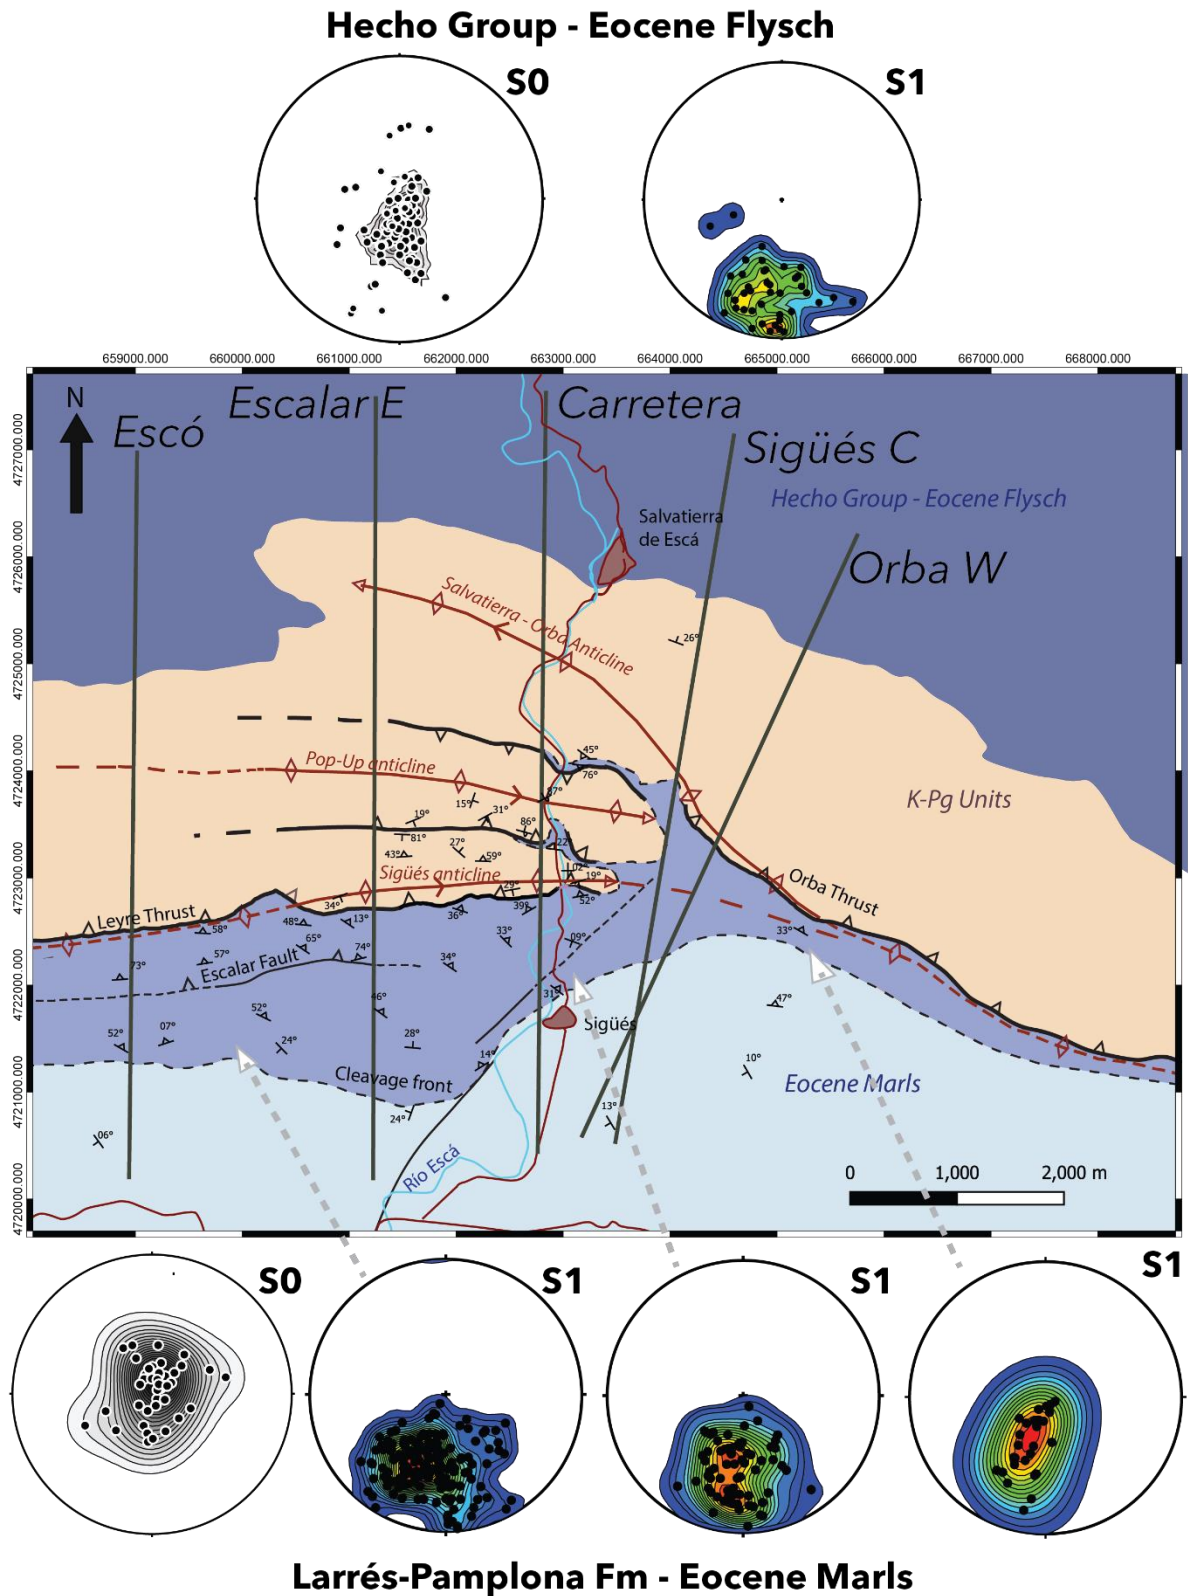 Hecho Group - Eocene Flysch
S0
S1
659000.000
660000.000
661000.000
662000.000
663000.000
664000.000
665000.000
666000.000
667000.000
668000.000
4727000.000
4726000.000
4725000.000
4724000.000
4723000.000
4722000.000
4721000.000
4720000.000
N
Escó
Escalar E
Carretera
Sigüés C
Orba W
Hecho Group - Eocene Flysch
Salvatierra
de Escá
Salvatierra - Orba Anticline
26°
45°
76°
Pop-Up anticline
87°
K-Pg Units
15°
31°
19°
86°
81°
22
27°
43°
59°
02°
Sigüés anticline
19°
29°
52°
Orba Thrust
34°
36°
39°
Leyre Thrust
48°
13°
58°
33°
09°
33°
65°
57°
74°
34°
Escalar Fault
73°
31°
46°
47°
Sigüés
52°
07°
52°
24°
28°
14°
10°
Cleavage front
Eocene Marls
24°
13°
06°
Río Escá
0
1,000
2,000 m
S0
S1
S1
S1
Larrés-Pamplona Fm - Eocene Marls